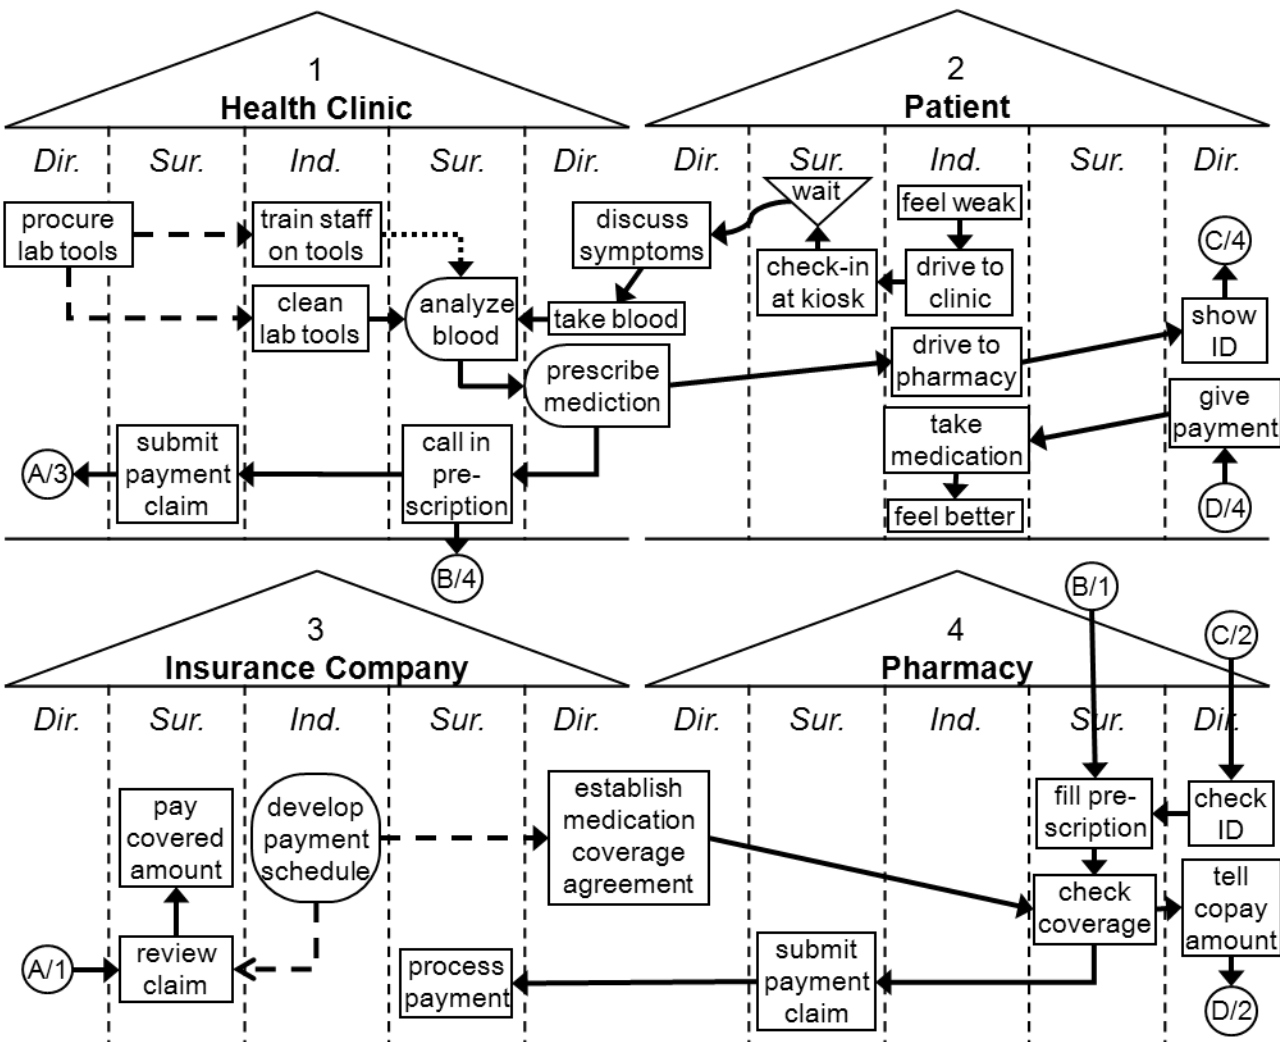 1
Health Clinic
Dir.
Sur.
Ind.
Sur.
Dir.
procure
lab tools
train staff
on tools
clean
lab tools
analyze
blood
discuss
symptoms
take blood
prescribe
mediction
call in
pre-
scription
submit
payment
claim
A/3
B/4
2
Patient
Dir.
Sur.
Ind.
Sur.
Dir.
wait
feel weak
check-in
at kiosk
drive to
clinic
C/4
show
ID
drive to
pharmacy
give
payment
take
medication
feel better
D/4
3
Insurance Company
Dir.
Sur.
Ind.
Sur.
Dir.
pay
covered
amount
develop
payment
schedule
establish
medication
coverage
agreement
A/1
review
claim
process
payment
4
Pharmacy
B/1
C/2
Dir.
Sur.
Ind.
Sur.
Dir.
fill pre-
scription
check
ID
check
coverage
tell
copay
amount
submit
payment
claim
D/2